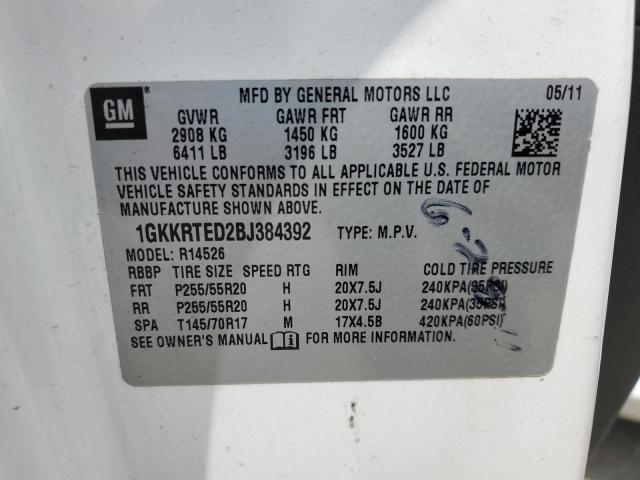 GM
MFD BY GENERAL MOTORS LLC 05/11
GVWR GAWR FRT GAWR RR
2908 KG 1450 KG 1600 KG
6411 LB 3196 LB 3527 LB
THIS VEHICLE CONFORMS TO ALL APPLICABLE U.S. FEDERAL MOTOR
VEHICLE SAFETY STANDARDS IN EFFECT ON THE DATE OF
MANUFACTURE SHOWN ABOVE.
1GKKRTED2BJ384392 TYPE: M.P.V.
MODEL: R14526
RBBP TIRE SIZE SPEED RTG RIM COLD TIRE PRESSURE
FRT P255/55R20 H 20X7.5J 240KPA(35PSI)
RR P255/55R20 H 20X7.5J 240KPA(35PSI)
SPA T145/70R17 M 17X4.5B 420KPA(60PSI)
SEE OWNER'S MANUAL FOR MORE INFORMATION